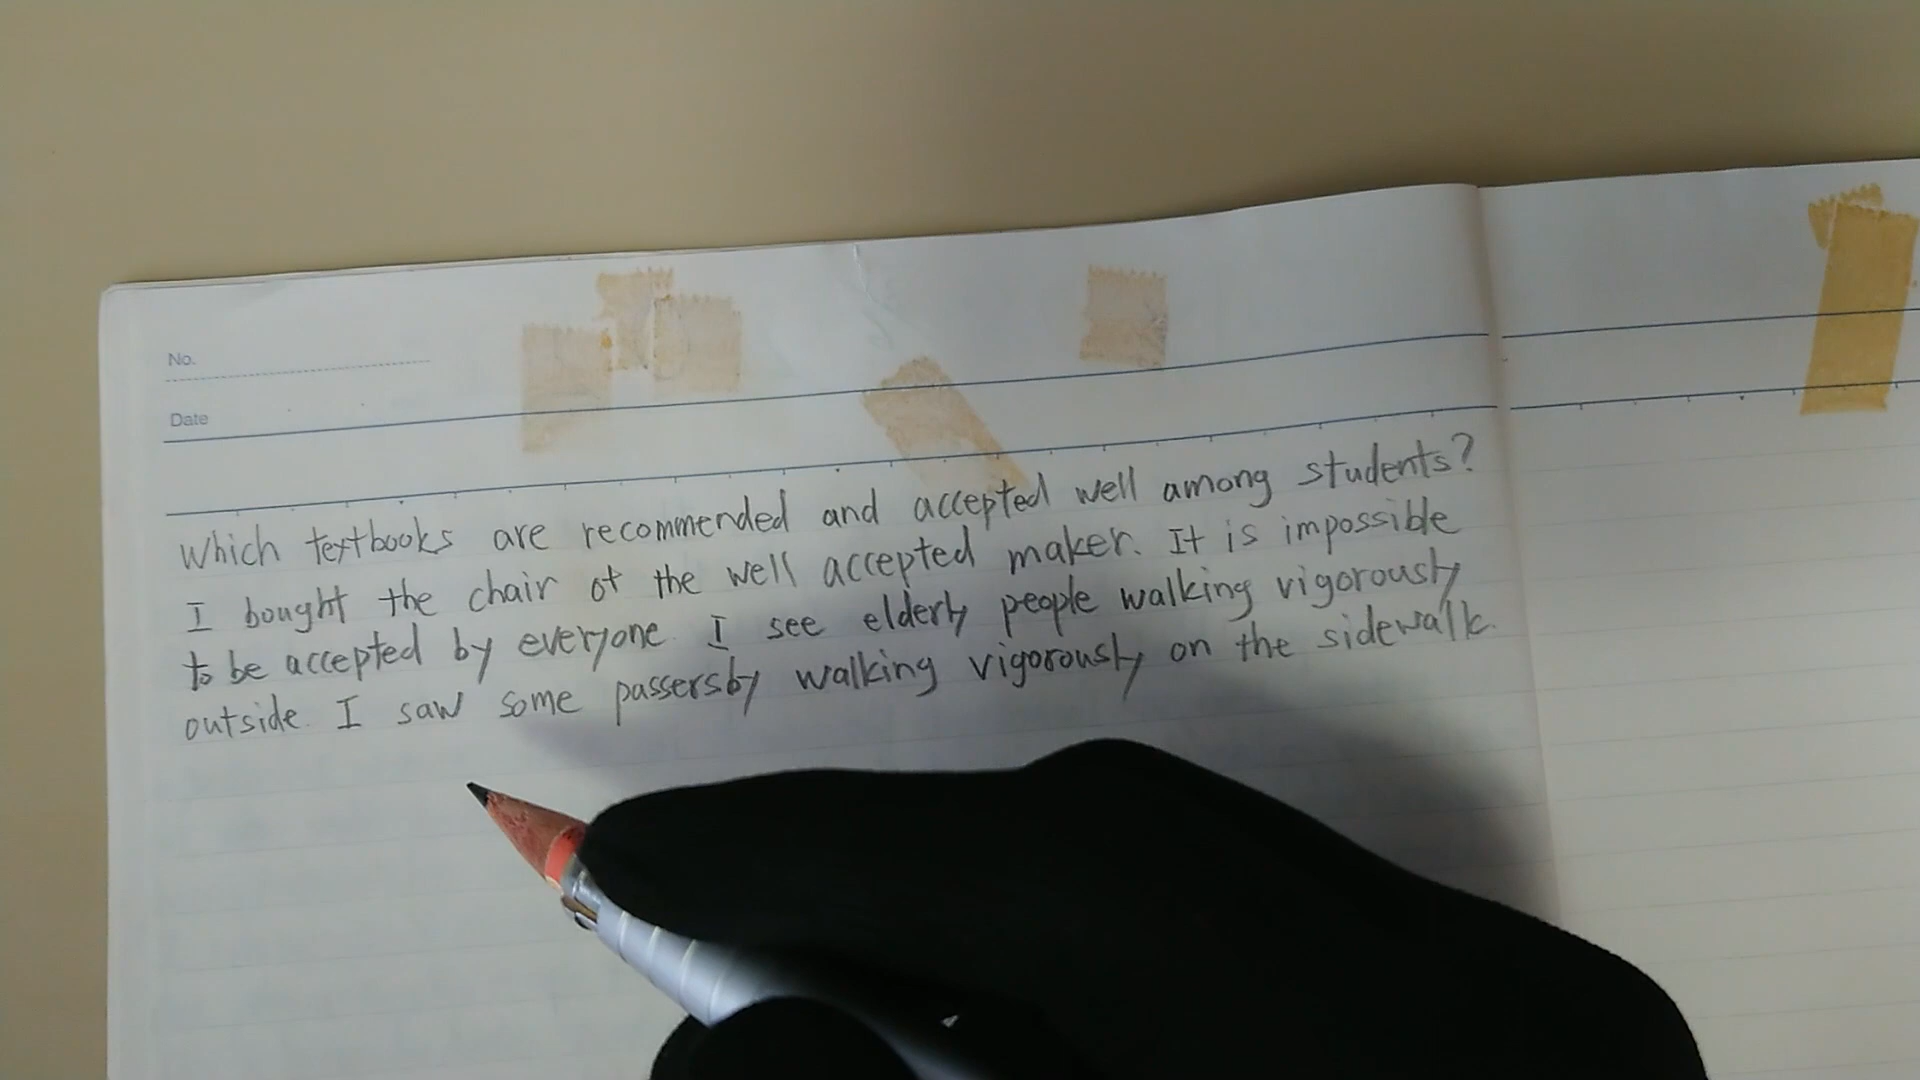 No.
Date
Which textbooks are recommended and accepted well among students?
I bought the chair of the well accepted maker. It is impossible
to be accepted by everyone. I see elderly people walking vigorously
outside. I saw some passersby walking vigorously on the sidewalk.